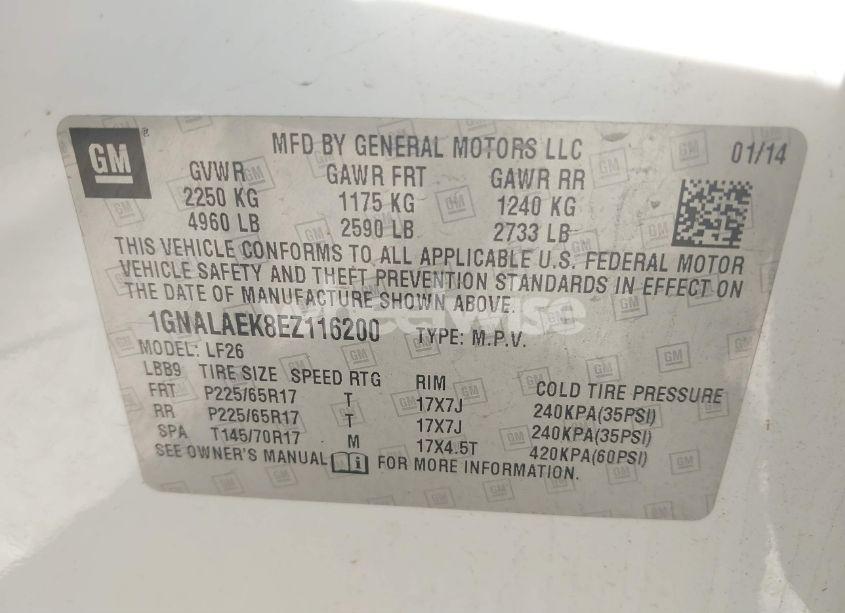 GM
MFD BY GENERAL MOTORS LLC 01/14
GVWR GAWR FRT GAWR RR
2250 KG 1175 KG 1240 KG
4960 LB 2590 LB 2733 LB
THIS VEHICLE CONFORMS TO ALL APPLICABLE U.S. FEDERAL MOTOR
VEHICLE SAFETY AND THEFT PREVENTION STANDARDS IN EFFECT ON
THE DATE OF MANUFACTURE SHOWN ABOVE.
1GNALAEK8EZ116200 TYPE: M.P.V.
MODEL: LF26
LBB9 TIRE SIZE SPEED RTG RIM COLD TIRE PRESSURE
FRT P225/65R17 T 17X7J 240KPA(35PSI)
RR P225/65R17 T 17X7J 240KPA(35PSI)
SPA T145/70R17 M 17X4.5T 420KPA(60PSI)
SEE OWNER'S MANUAL FOR MORE INFORMATION.